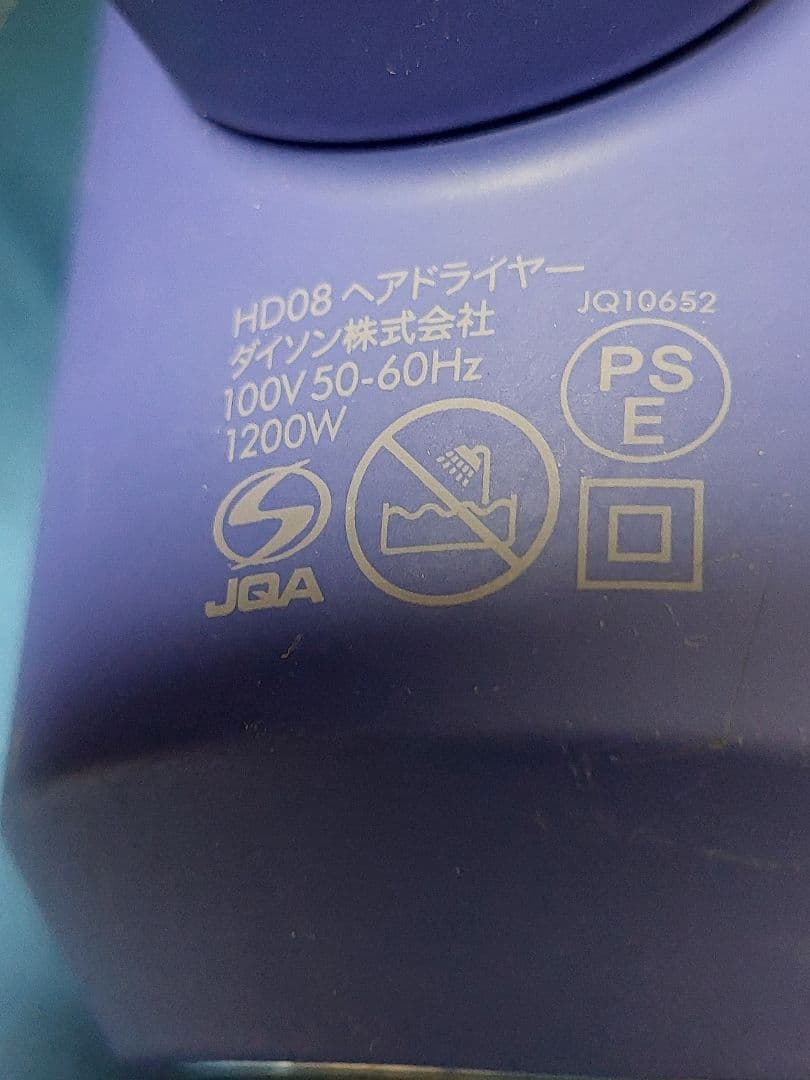 HD08 ヘアドライヤー
ダイソン株式会社
100V 50-60Hz
1200W
JQ10652
PS
E
JQA